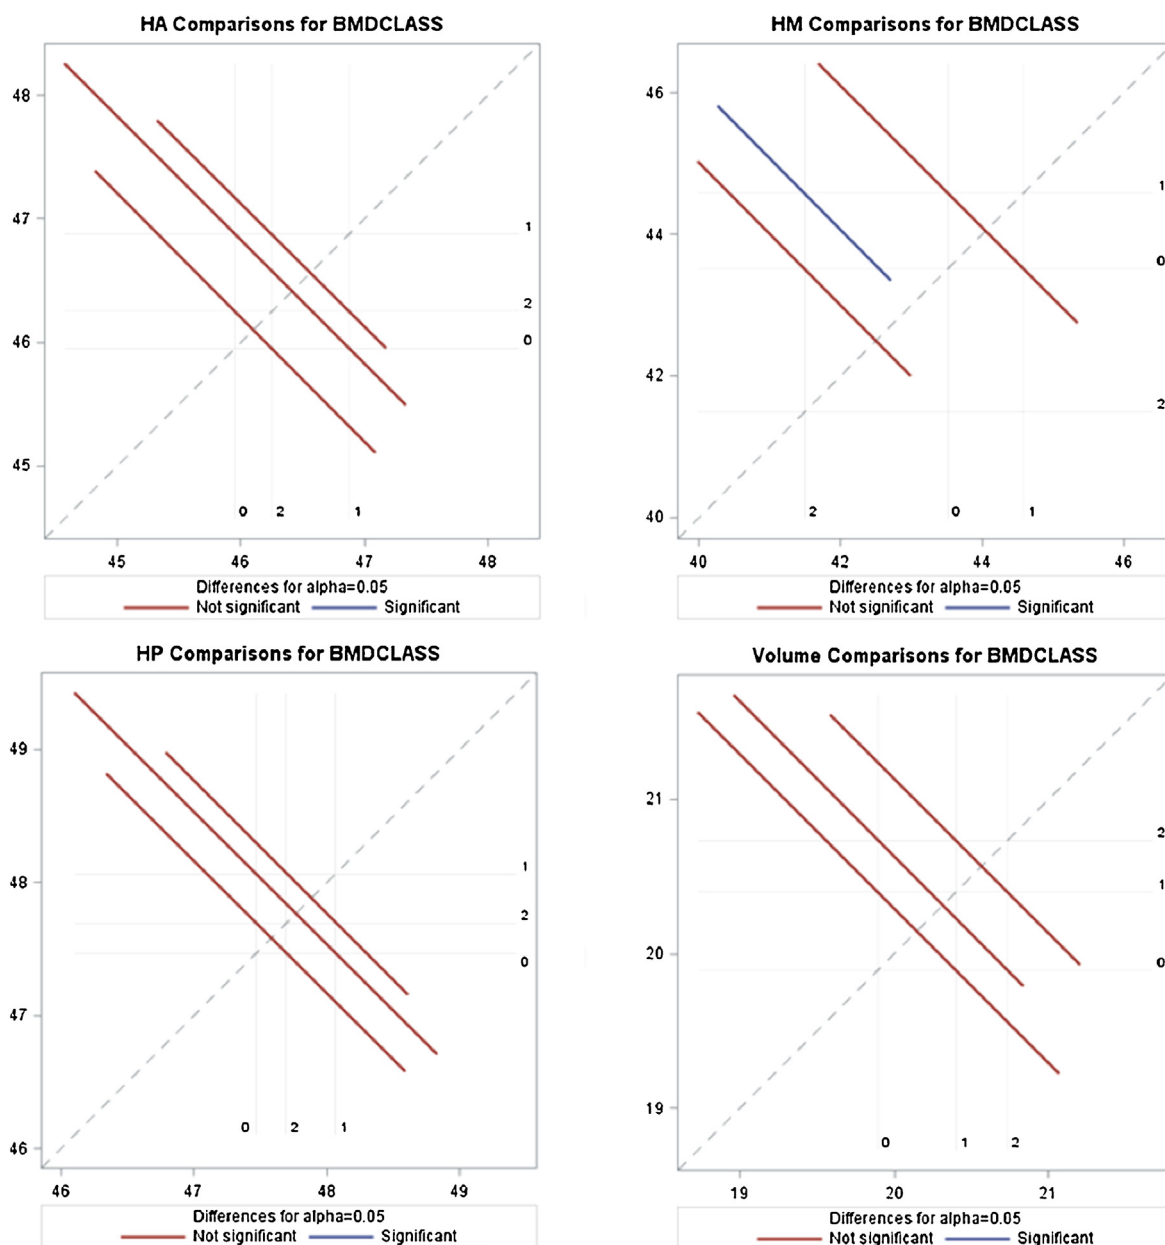 HA Comparisons for BMDCLASS
48
47
46
45
1
2
0
0 2 1
45 46 47 48
Differences for alpha=0.05
Not significant Significant
HM Comparisons for BMDCLASS
46
44
42
40
1
0
2
2 0 1
40 42 44 46
Differences for alpha=0.05
Not significant Significant
HP Comparisons for BMDCLASS
49
48
47
46
1
2
0
0 2 1
46 47 48 49
Differences for alpha=0.05
Not significant Significant
Volume Comparisons for BMDCLASS
21
20
19
2
1
0
0 1 2
19 20 21
Differences for alpha=0.05
Not significant Significant